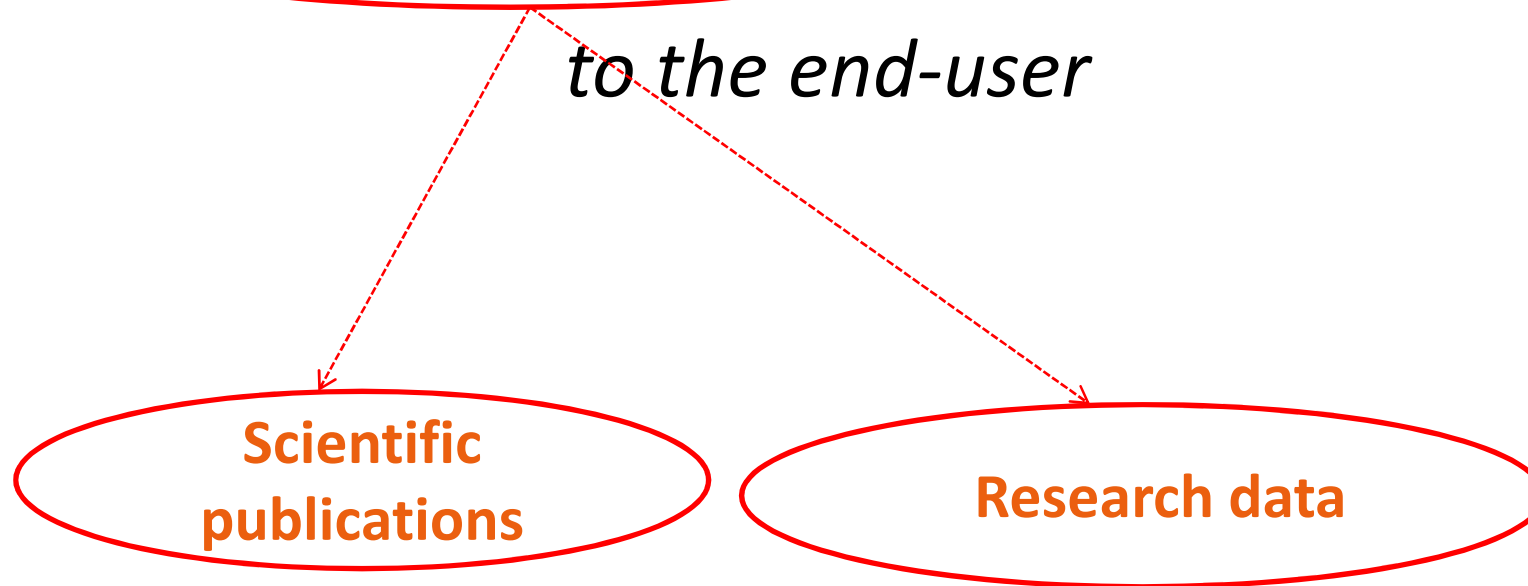 to the end-user
Scientific
publications
Research data